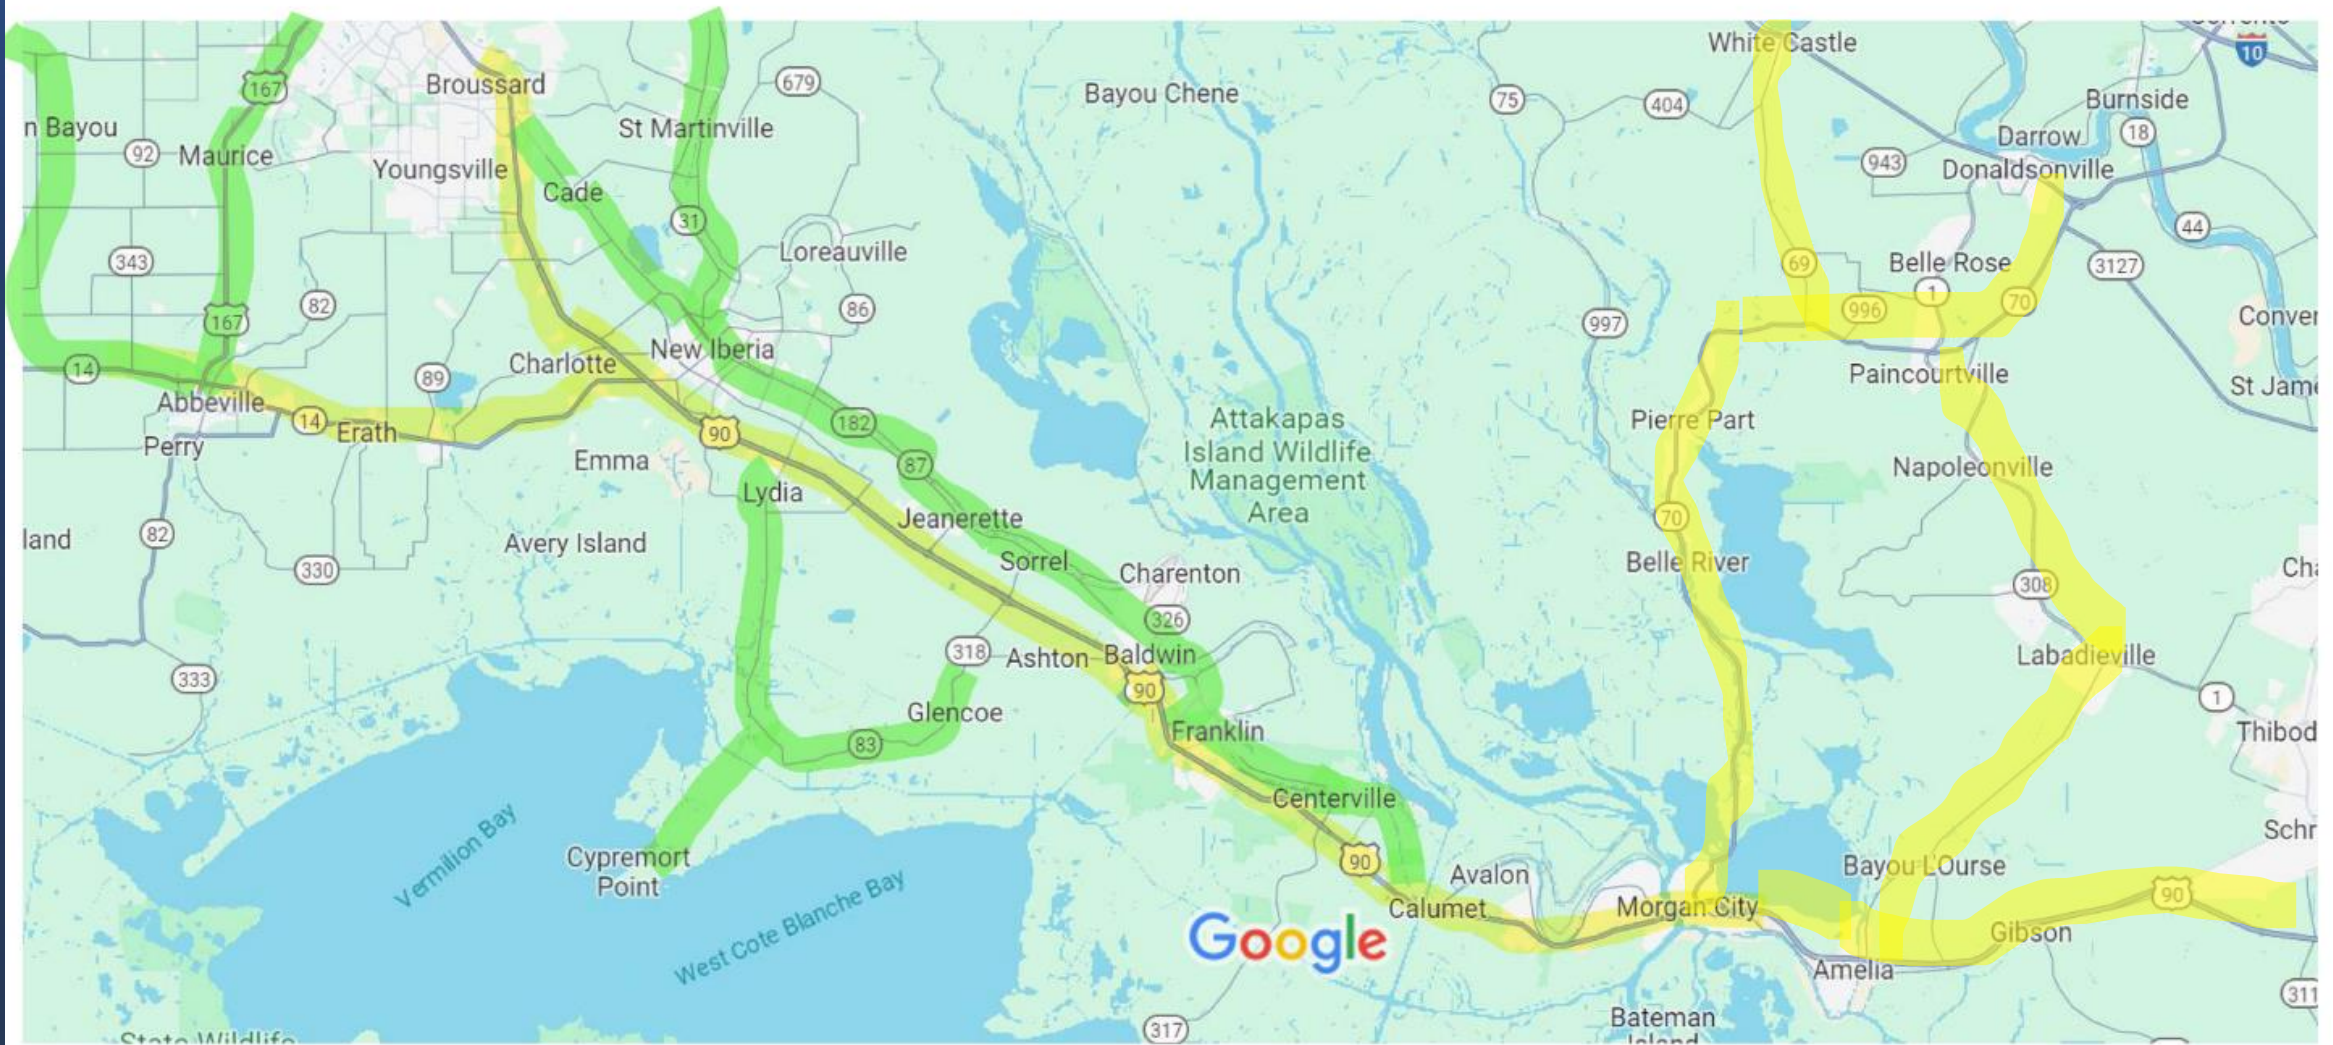 White Castle
10
167
Broussard
679
Bayou Chene
75
404
Burnside
n Bayou
92
Maurice
St Martinville
18
Darrow
943
Donaldsonville
Youngsville
Cade
31
44
Loreauville
343
69
Belle Rose
3127
82
86
1
996
70
167
997
Conver
New Iberia
Charlotte
14
89
Paincourtville
St Jame
Abbeville
14
Erath
182
Attakapas
Island Wildlife
Management
Area
Pierre Part
90
Perry
Emma
87
Napoleonville
Lydia
Jeanerette
70
82
land
Avery Island
Sorrel
Belle River
330
Charenton
308
326
318
Ashton
Baldwin
Labadieville
333
90
1
Glencoe
Franklin
Thibod
83
Centerville
Schr
Vermilion Bay
Cypremort
Point
90
Avalon
Bayou L'Ourse
West Cote Blanche Bay
Calumet
Morgan City
90
Google
Gibson
Amelia
311
317
Bateman
Island
State Wildlife